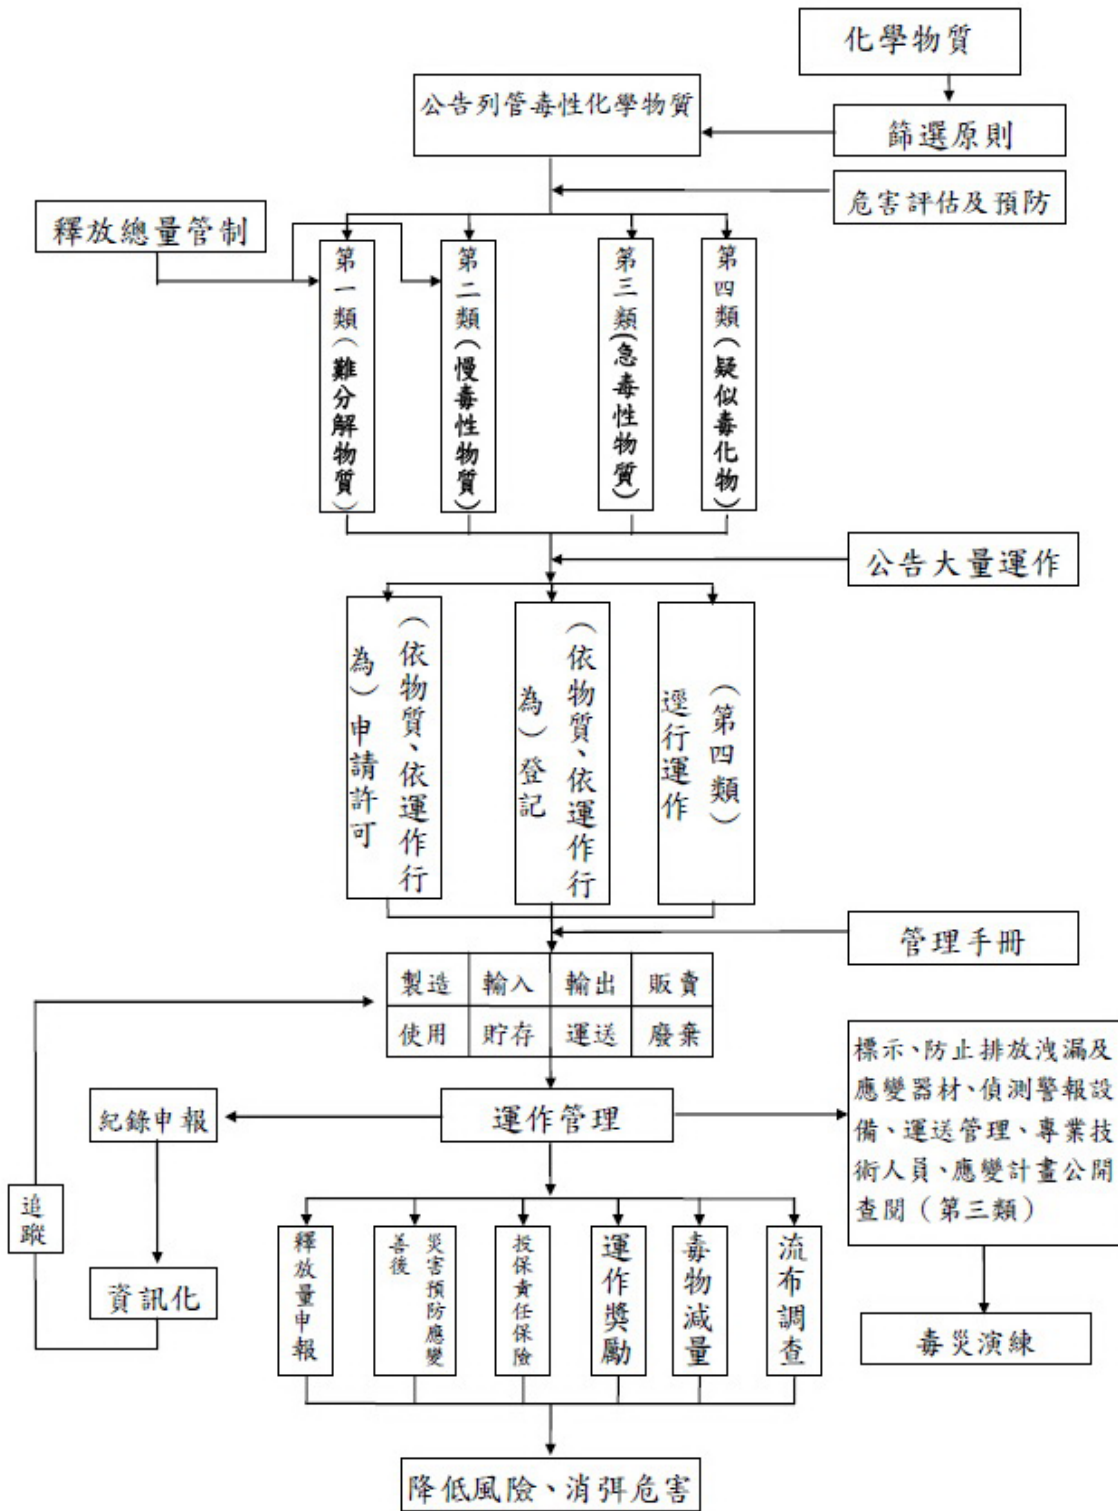 化學物質
公告列管毒性化學物質
篩選原則
危害評估及預防
釋放總量管制
第一類(難分解物質)
第二類(慢毒性物質)
第三類(急毒性物質)
第四類(疑似毒化物)
公告大量運作
(依物質、依運作行
為)申請許可
(依物質、依運作行
為)登記
(第四類)
逕行運作
管理手冊
製造 輸入 輸出 販賣
使用 貯存 運送 廢棄
標示、防止排放洩漏及
應變器材、偵測警報設
備、運送管理、專業技
術人員、應變計畫公開
查閱(第三類)
運作管理
紀錄申報
追蹤
資訊化
釋放量申報
災害預防應變
善後
投保責任保險
運作獎勵
毒物減量
流布調查
毒災演練
降低風險、消弭危害